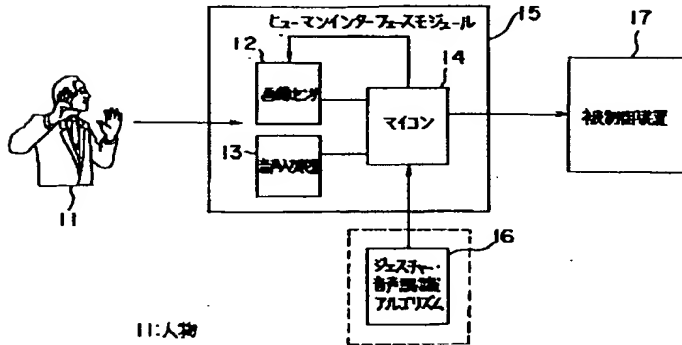 ヒューマンインターフェースモジュール
15
17
12
14
画像センサ
マイコン
被制御装置
13
音声入力装置
11
16
ジェスチャー・
音声認識
アルゴリズム
11:人物